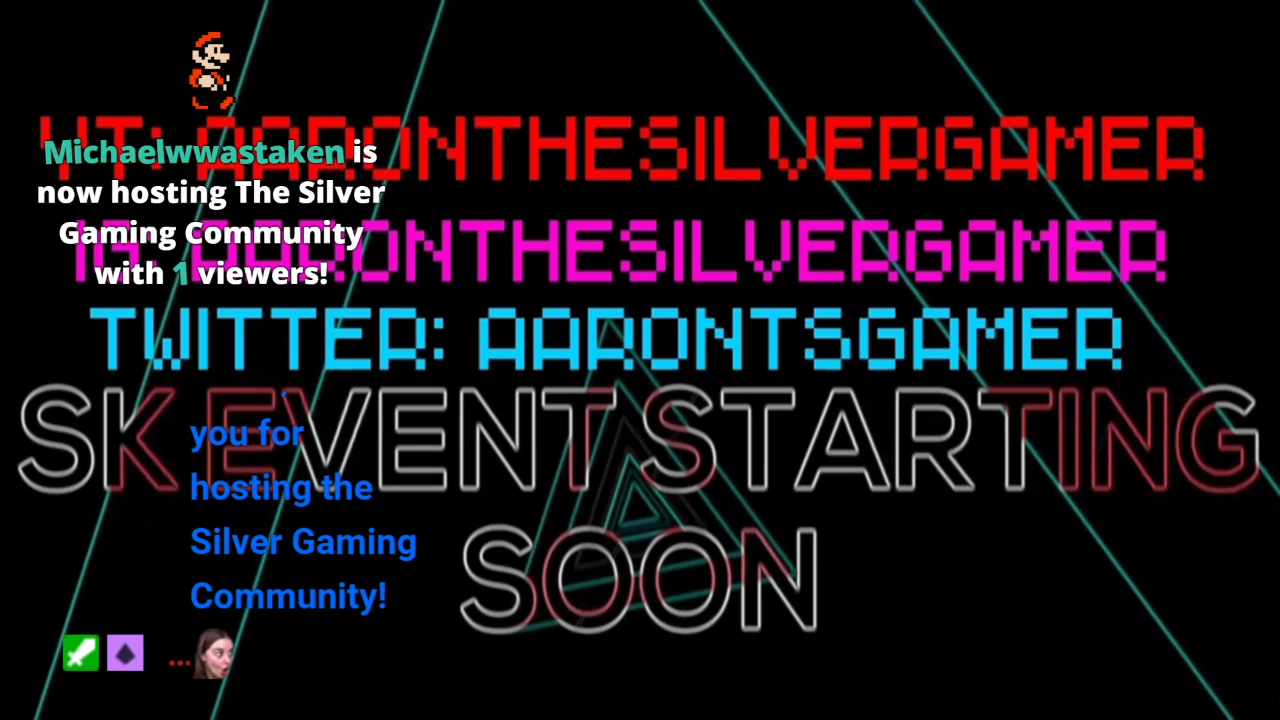 YT: AARONTHESILVERGAMER
Michaelwwastaken is
now hosting The Silver
Gaming Community
with 1 viewers!
IG: AARONTHESILVERGAMER
TWITTER: AARONTSGAMER
SK EVENT STARTING
SOON
you for
hosting the
Silver Gaming
Community!
...